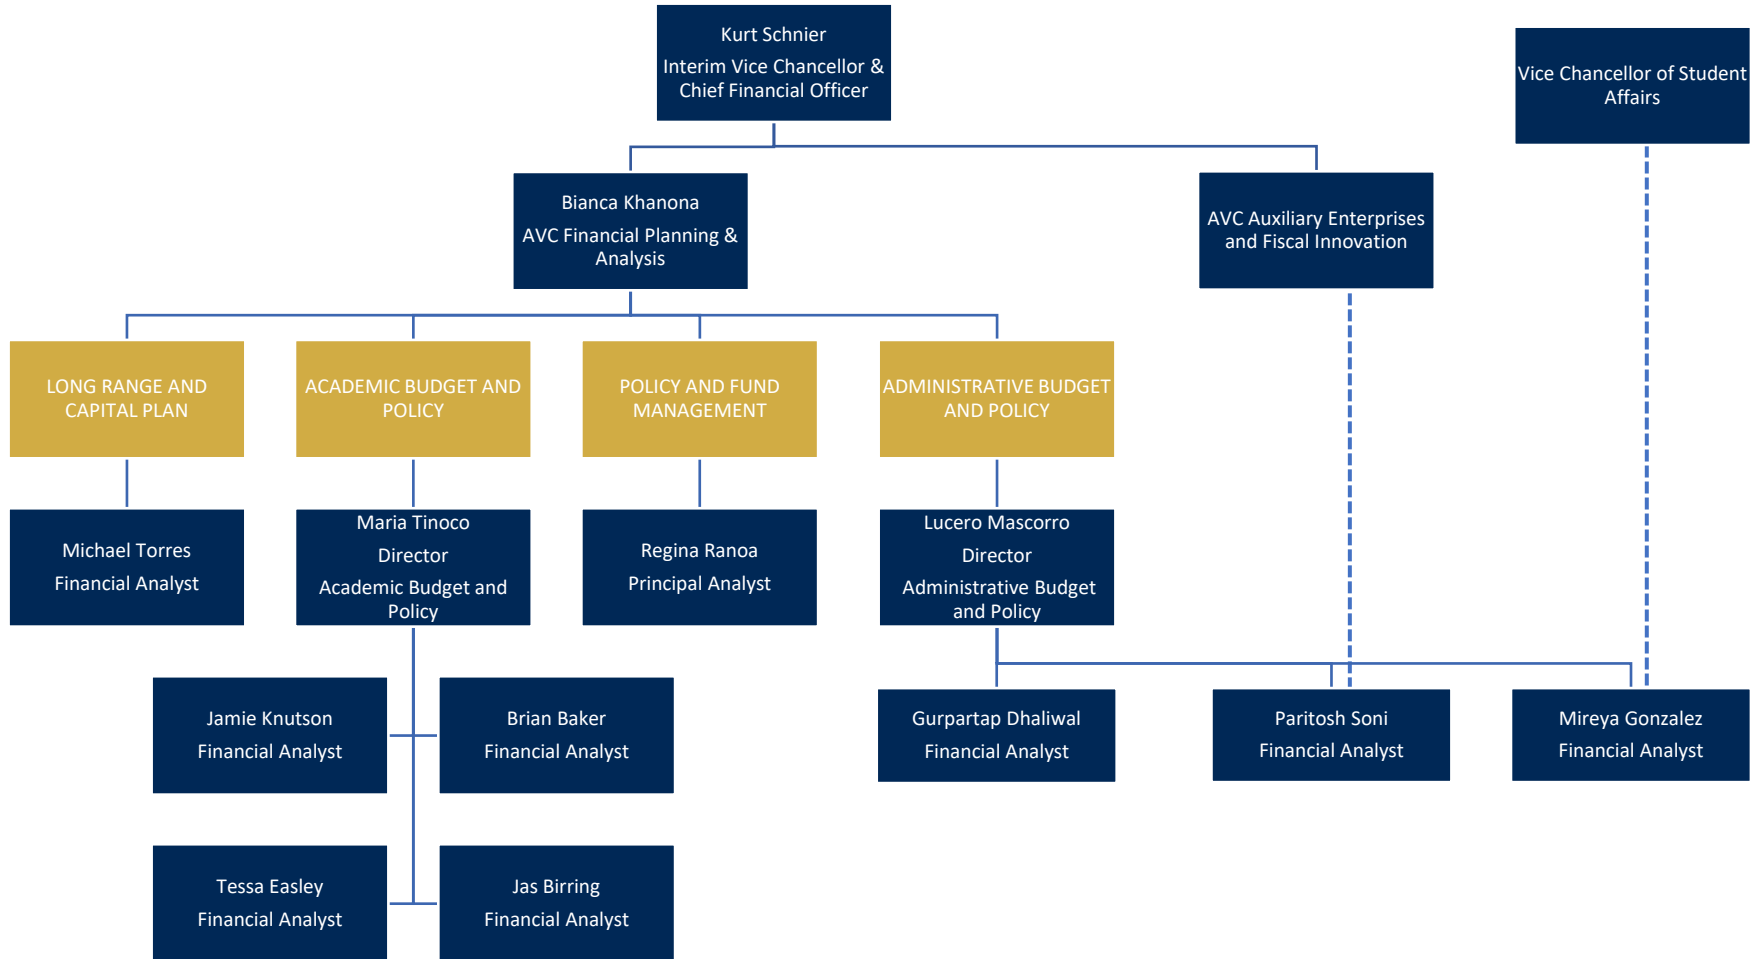 Kurt Schnier
Interim Vice Chancellor &
Chief Financial Officer
Vice Chancellor of Student
Affairs
Bianca Khanona
AVC Financial Planning &
Analysis
AVC Auxiliary Enterprises
and Fiscal Innovation
LONG RANGE AND
CAPITAL PLAN
ACADEMIC BUDGET AND
POLICY
POLICY AND FUND
MANAGEMENT
ADMINISTRATIVE BUDGET
AND POLICY
Michael Torres
Financial Analyst
Maria Tinoco
Director
Academic Budget and
Policy
Regina Ranoa
Principal Analyst
Lucero Mascorro
Director
Administrative Budget
and Policy
Jamie Knutson
Financial Analyst
Brian Baker
Financial Analyst
Gurpartap Dhaliwal
Financial Analyst
Paritosh Soni
Financial Analyst
Mireya Gonzalez
Financial Analyst
Tessa Easley
Financial Analyst
Jas Birring
Financial Analyst